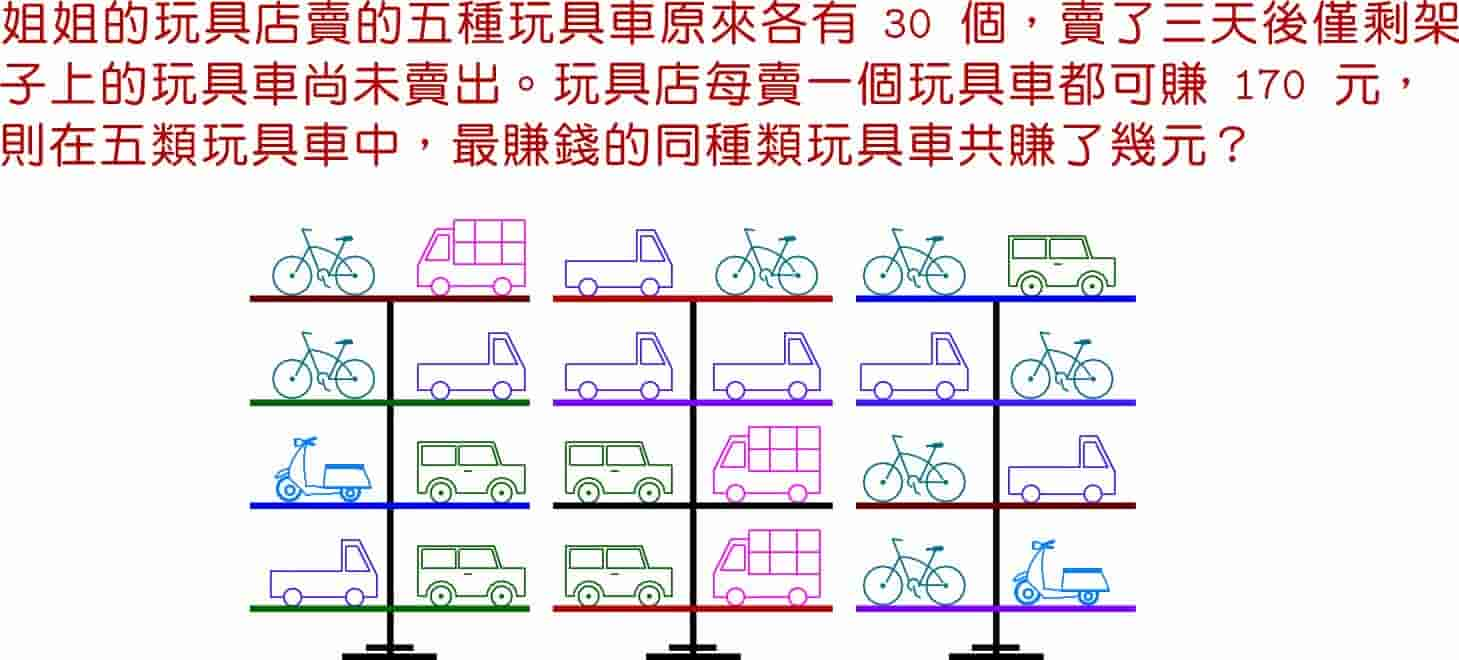 姐姐的玩具店賣的五種玩具車原來各有 30 個，賣了三天後僅剩架
子上的玩具車尚未賣出。玩具店每賣一個玩具車都可賺 170 元，
則在五類玩具車中，最賺錢的同種類玩具車共賺了幾元？